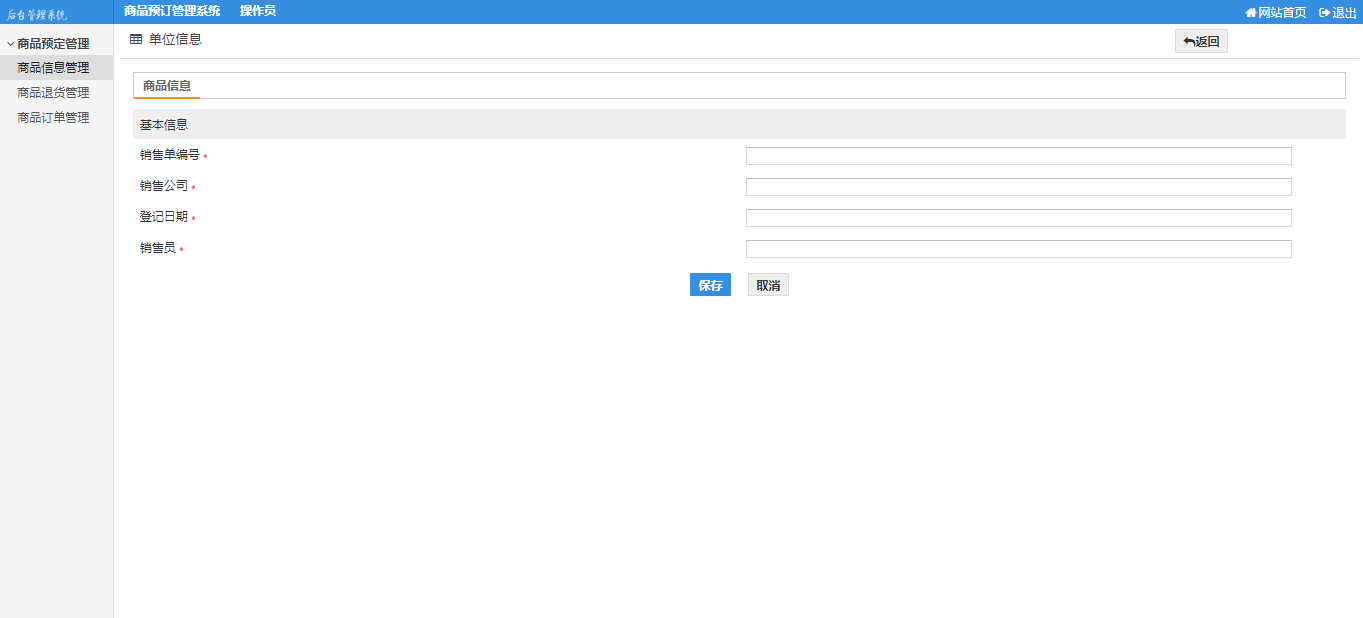 后台管理系统 商品预订管理系统 操作员 网站首页 退出
商品预定管理
商品信息管理
商品退货管理
商品订单管理
单位信息 返回
商品信息
基本信息
销售单编号 *
销售公司 *
登记日期 *
销售员 *
保存 取消